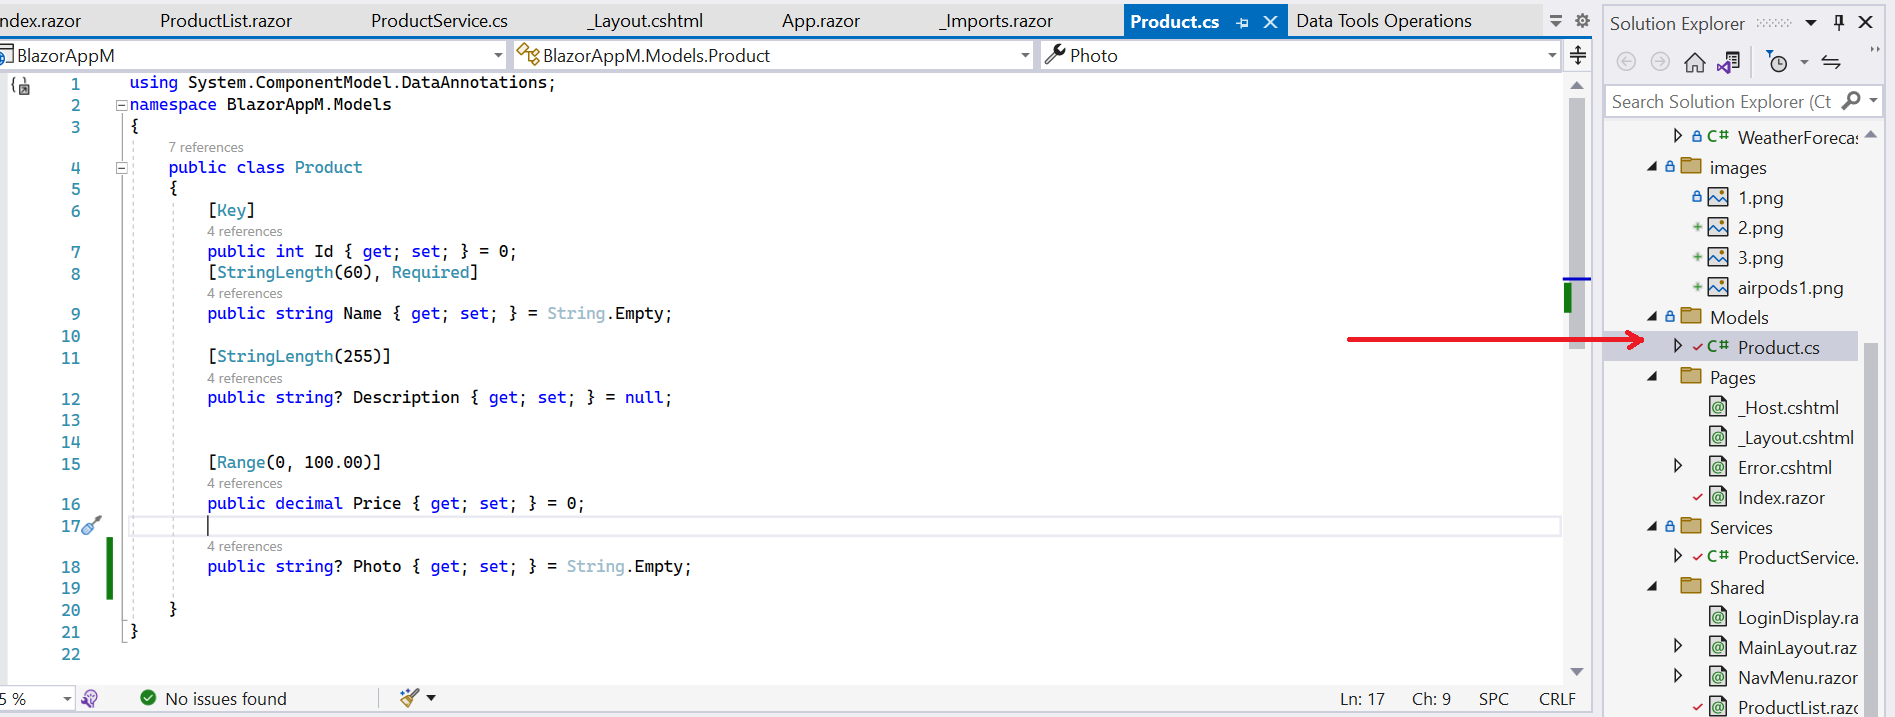 ndex.razor ProductList.razor ProductService.cs _Layout.cshtml App.razor _Imports.razor Product.cs Data Tools Operations
BlazorAppM BlazorAppM.Models.Product Photo
1 using System.ComponentModel.DataAnnotations;
2 namespace BlazorAppM.Models
3 {
7 references
4 public class Product
5 {
6 [Key]
4 references
7 public int Id { get; set; } = 0;
8 [StringLength(60), Required]
4 references
9 public string Name { get; set; } = String.Empty;
10
11 [StringLength(255)]
4 references
12 public string? Description { get; set; } = null;
13
14
15 [Range(0, 100.00)]
4 references
16 public decimal Price { get; set; } = 0;
17
4 references
18 public string? Photo { get; set; } = String.Empty;
19
20 }
21 }
22
5 % No issues found Ln: 17 Ch: 9 SPC CRLF
Solution Explorer
Search Solution Explorer (Ct
C# WeatherForecas
images
1.png
2.png
3.png
airpods1.png
Models
C# Product.cs
Pages
_Host.cshtml
_Layout.cshtml
Error.cshtml
Index.razor
Services
C# ProductService.
Shared
LoginDisplay.ra
MainLayout.raz
NavMenu.razor
ProductList.razo